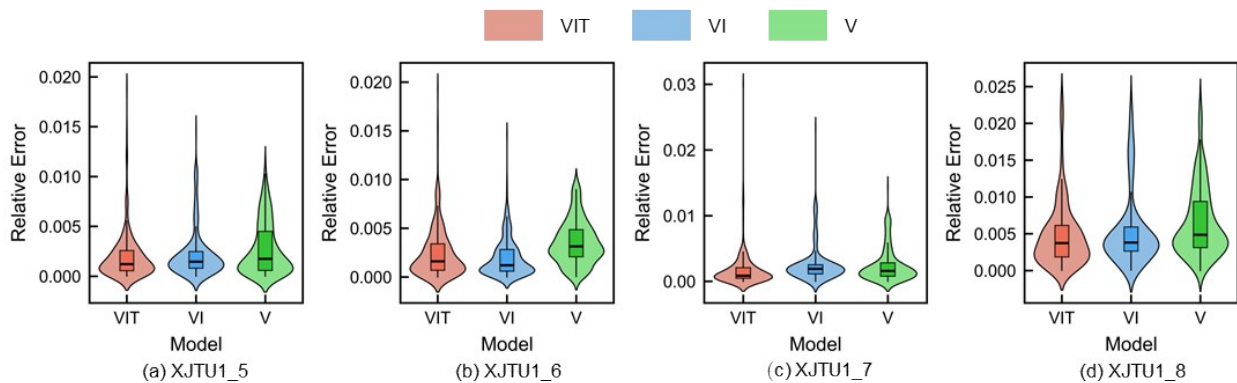 VIT VI V
Relative Error
0.020
0.015
0.010
0.005
0.000
VIT VI V
Model
(a) XJTU1_5
Relative Error
0.020
0.015
0.010
0.005
0.000
VIT VI V
Model
(b) XJTU1_6
Relative Error
0.03
0.02
0.01
0.00
VIT VI V
Model
(c) XJTU1_7
Relative Error
0.025
0.020
0.015
0.010
0.005
0.000
VIT VI V
Model
(d) XJTU1_8